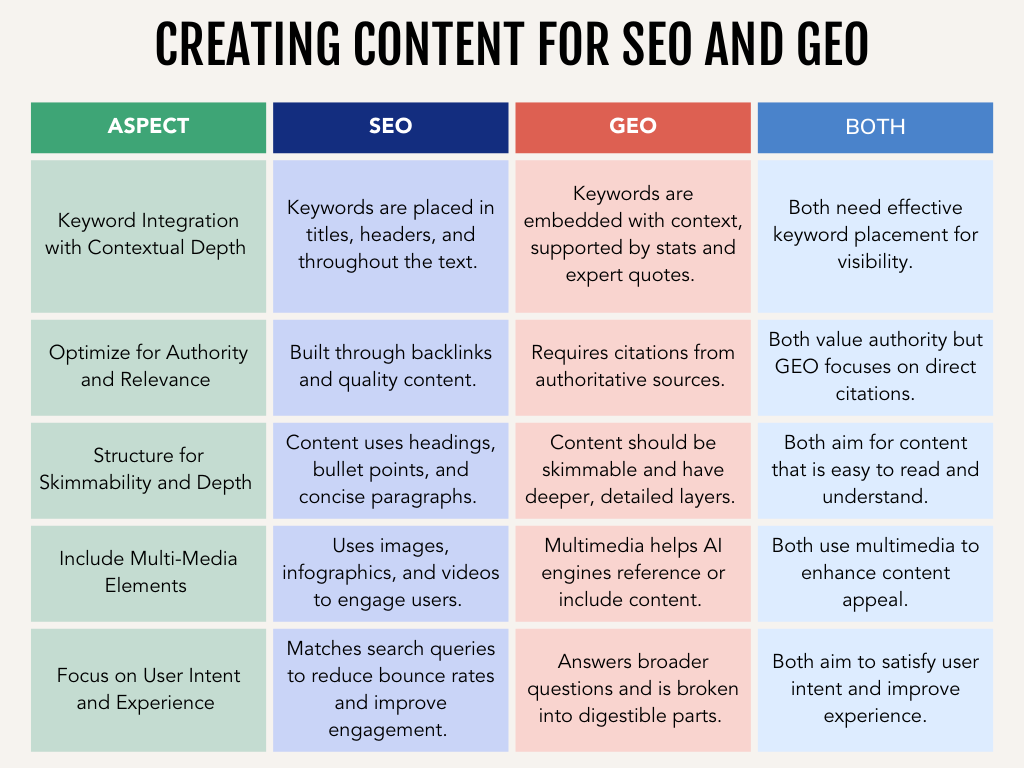 CREATING CONTENT FOR SEO AND GEO
ASPECT
SEO
GEO
BOTH
Keyword Integration
with Contextual Depth
Keywords are placed in
titles, headers, and
throughout the text.
Keywords are
embedded with context,
supported by stats and
expert quotes.
Both need effective
keyword placement for
visibility.
Optimize for Authority
and Relevance
Built through backlinks
and quality content.
Requires citations from
authoritative sources.
Both value authority but
GEO focuses on direct
citations.
Structure for
Skimmability and Depth
Content uses headings,
bullet points, and
concise paragraphs.
Content should be
skimmable and have
deeper, detailed layers.
Both aim for content
that is easy to read and
understand.
Include Multi-Media
Elements
Uses images,
infographics, and videos
to engage users.
Multimedia helps AI
engines reference or
include content.
Both use multimedia to
enhance content
appeal.
Focus on User Intent
and Experience
Matches search queries
to reduce bounce rates
and improve
engagement.
Answers broader
questions and is broken
into digestible parts.
Both aim to satisfy user
intent and improve
experience.